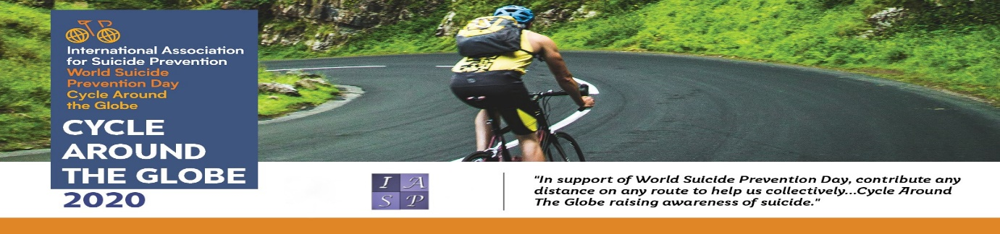 International Association
for Suicide Prevention
World Suicide
Prevention Day
Cycle Around
the Globe
CYCLE
AROUND
THE GLOBE
2020
I A
S P
"In support of World Suicide Prevention Day, contribute any
distance on any route to help us collectively...Cycle Around
The Globe raising awareness of suicide."